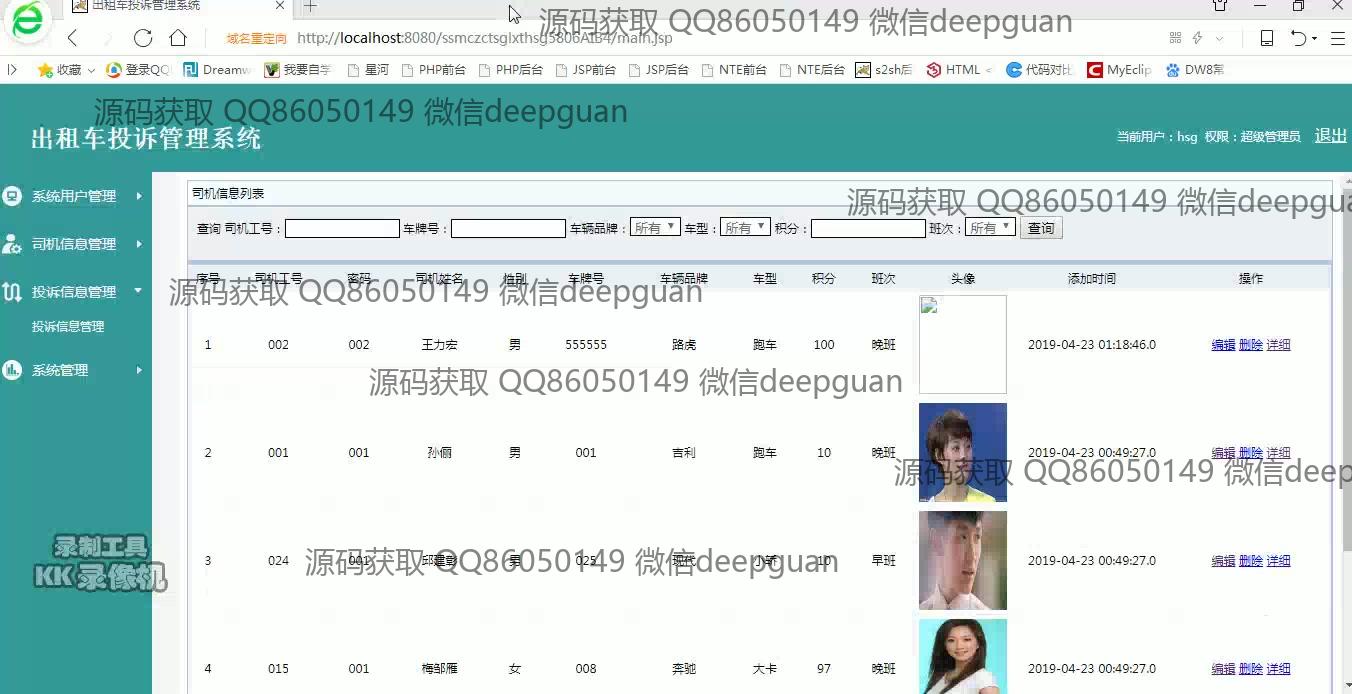 出租车投诉管理系统
源码获取 QQ86050149 微信deepguan
域名重定向 http://localhost:8080/ssmczctsglxthsg5806AIB4/main.jsp
收藏 登录QQ Dreamw 我要自学 星河 PHP前台 PHP后台 JSP前台 JSP后台 NTE前台 NTE后台 s2sh后 HTML 代码对比 MyEclip DW8常
源码获取 QQ86050149 微信deepguan
出租车投诉管理系统
当前用户：hsg 权限：超级管理员 退出
系统用户管理
司机信息管理
投诉信息管理
投诉信息管理
系统管理
司机信息列表
源码获取 QQ86050149 微信deepgua
查询 司机工号： 车牌号： 车辆品牌： 所有 车型： 所有 积分： 班次： 所有 查询
序号 司机工号 密码 司机姓名 性别 车牌号 车辆品牌 车型 积分 班次 头像 添加时间 操作
源码获取 QQ86050149 微信deepguan
1 002 002 王力宏 男 555555 路虎 跑车 100 晚班 2019-04-23 01:18:46.0 编辑 删除 详细
源码获取 QQ86050149 微信deepguan
2 001 001 孙俪 男 001 吉利 跑车 10 晚班 2019-04-23 00:49:27.0 编辑 删除 详细
源码获取 QQ86050149 微信deep
3 024 001 邱建彰 男 025 现代 小轿 10 早班 2019-04-23 00:49:27.0 编辑 删除 详细
源码获取 QQ86050149 微信deepguan
4 015 001 梅邹雁 女 008 奔驰 大卡 97 晚班 2019-04-23 00:49:27.0 编辑 删除 详细
录制工具
KK录像机